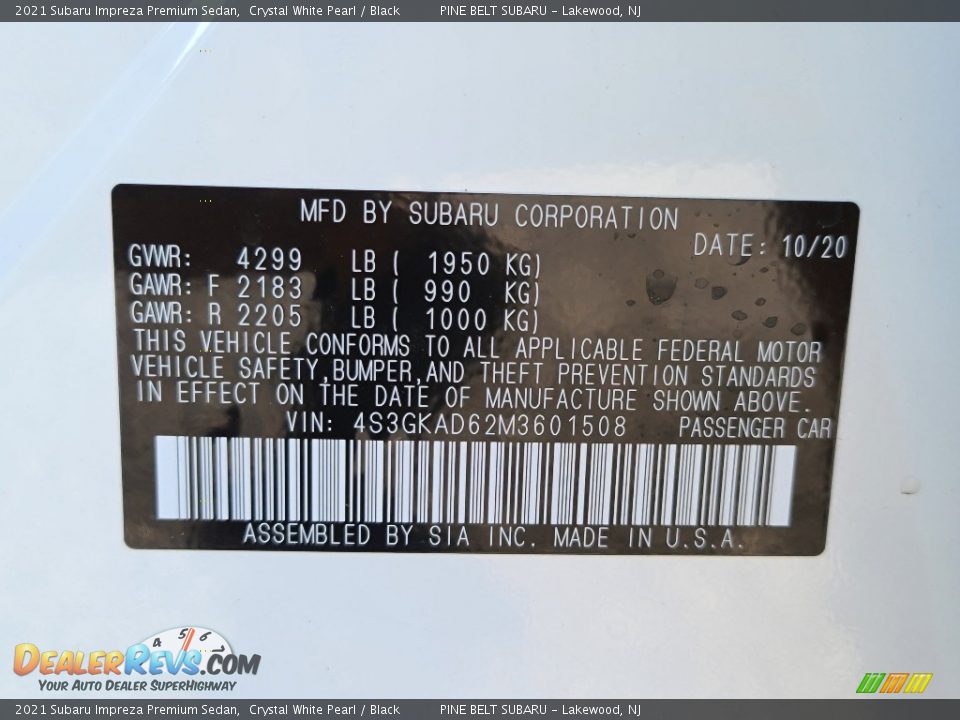 2021 Subaru Impreza Premium Sedan, Crystal White Pearl / Black PINE BELT SUBARU - Lakewood, NJ
MFD BY SUBARU CORPORATION
DATE: 10/20
GVWR: 4299 LB ( 1950 KG)
GAWR: F 2183 LB ( 990 KG)
GAWR: R 2205 LB ( 1000 KG)
THIS VEHICLE CONFORMS TO ALL APPLICABLE FEDERAL MOTOR
VEHICLE SAFETY,BUMPER,AND THEFT PREVENTION STANDARDS
IN EFFECT ON THE DATE OF MANUFACTURE SHOWN ABOVE.
VIN: 4S3GKAD62M3601508 PASSENGER CAR
ASSEMBLED BY SIA INC. MADE IN U.S.A.
4 5 6
DEALERREVS.COM
YOUR AUTO DEALER SUPERHIGHWAY
2021 Subaru Impreza Premium Sedan, Crystal White Pearl / Black PINE BELT SUBARU - Lakewood, NJ